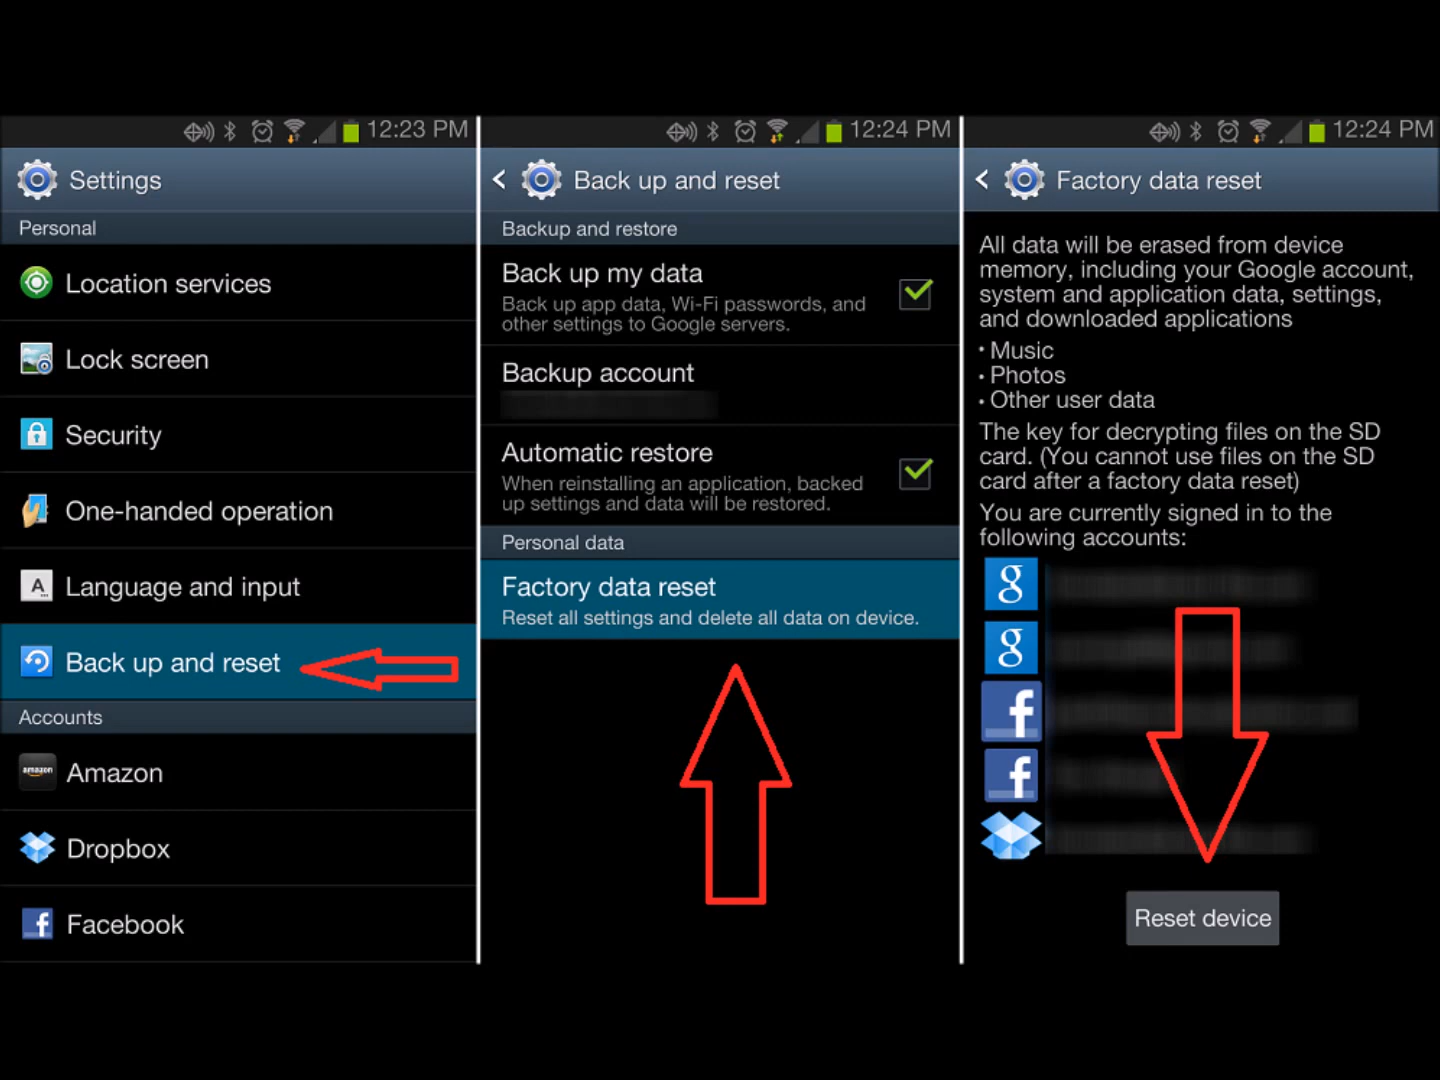 12:23 PM
Settings
Personal
Location services
Lock screen
Security
One-handed operation
A
Language and input
Back up and reset
Accounts
amazon
Amazon
Dropbox
f
Facebook
12:24 PM
Back up and reset
Backup and restore
Back up my data
Back up app data, Wi-Fi passwords, and
other settings to Google servers.
Backup account
Automatic restore
When reinstalling an application, backed
up settings and data will be restored.
Personal data
Factory data reset
Reset all settings and delete all data on device.
12:24 PM
Factory data reset
All data will be erased from device
memory, including your Google account,
system and application data, settings,
and downloaded applications
• Music
• Photos
• Other user data
The key for decrypting files on the SD
card. (You cannot use files on the SD
card after a factory data reset)
You are currently signed in to the
following accounts:
g
g
f
f
Reset device